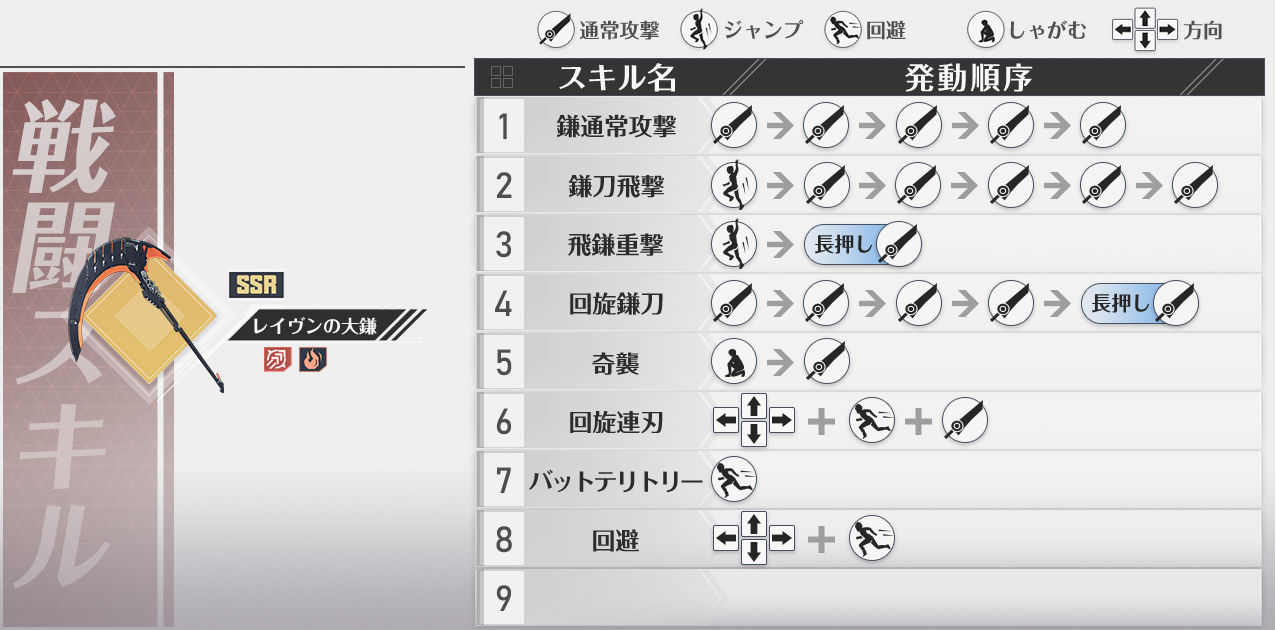 通常攻撃 ジャンプ 回避 しゃがむ 方向
戦闘スキル
SSR
レイヴンの大鎌
スキル名 発動順序
1 鎌通常攻撃
2 鎌刀飛撃
3 飛鎌重撃 長押し
4 回旋鎌刀 長押し
5 奇襲
6 回旋連刃
7 バットテリトリー
8 回避
9